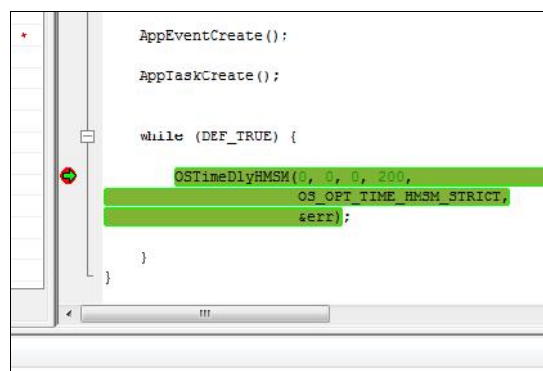 AppEventCreate();
AppTaskCreate();
while (DEF_TRUE) {
OSTimeDlyHMSM(0, 0, 0, 200,
OS_OPT_TIME_HMSM_STRICT,
&err);
}
}